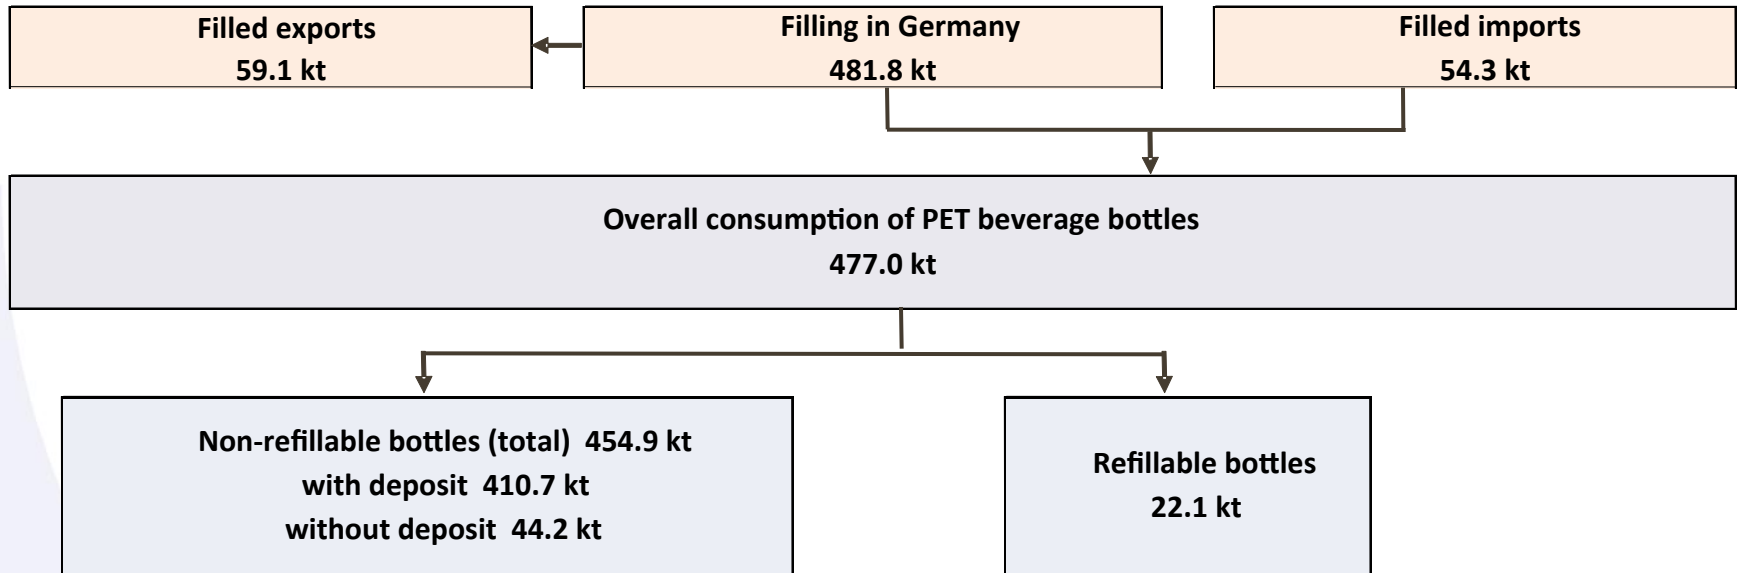 Filled exports
59.1 kt
Filling in Germany
481.8 kt
Filled imports
54.3 kt
Overall consumption of PET beverage bottles
477.0 kt
Non-refillable bottles (total) 454.9 kt
with deposit 410.7 kt
without deposit 44.2 kt
Refillable bottles
22.1 kt